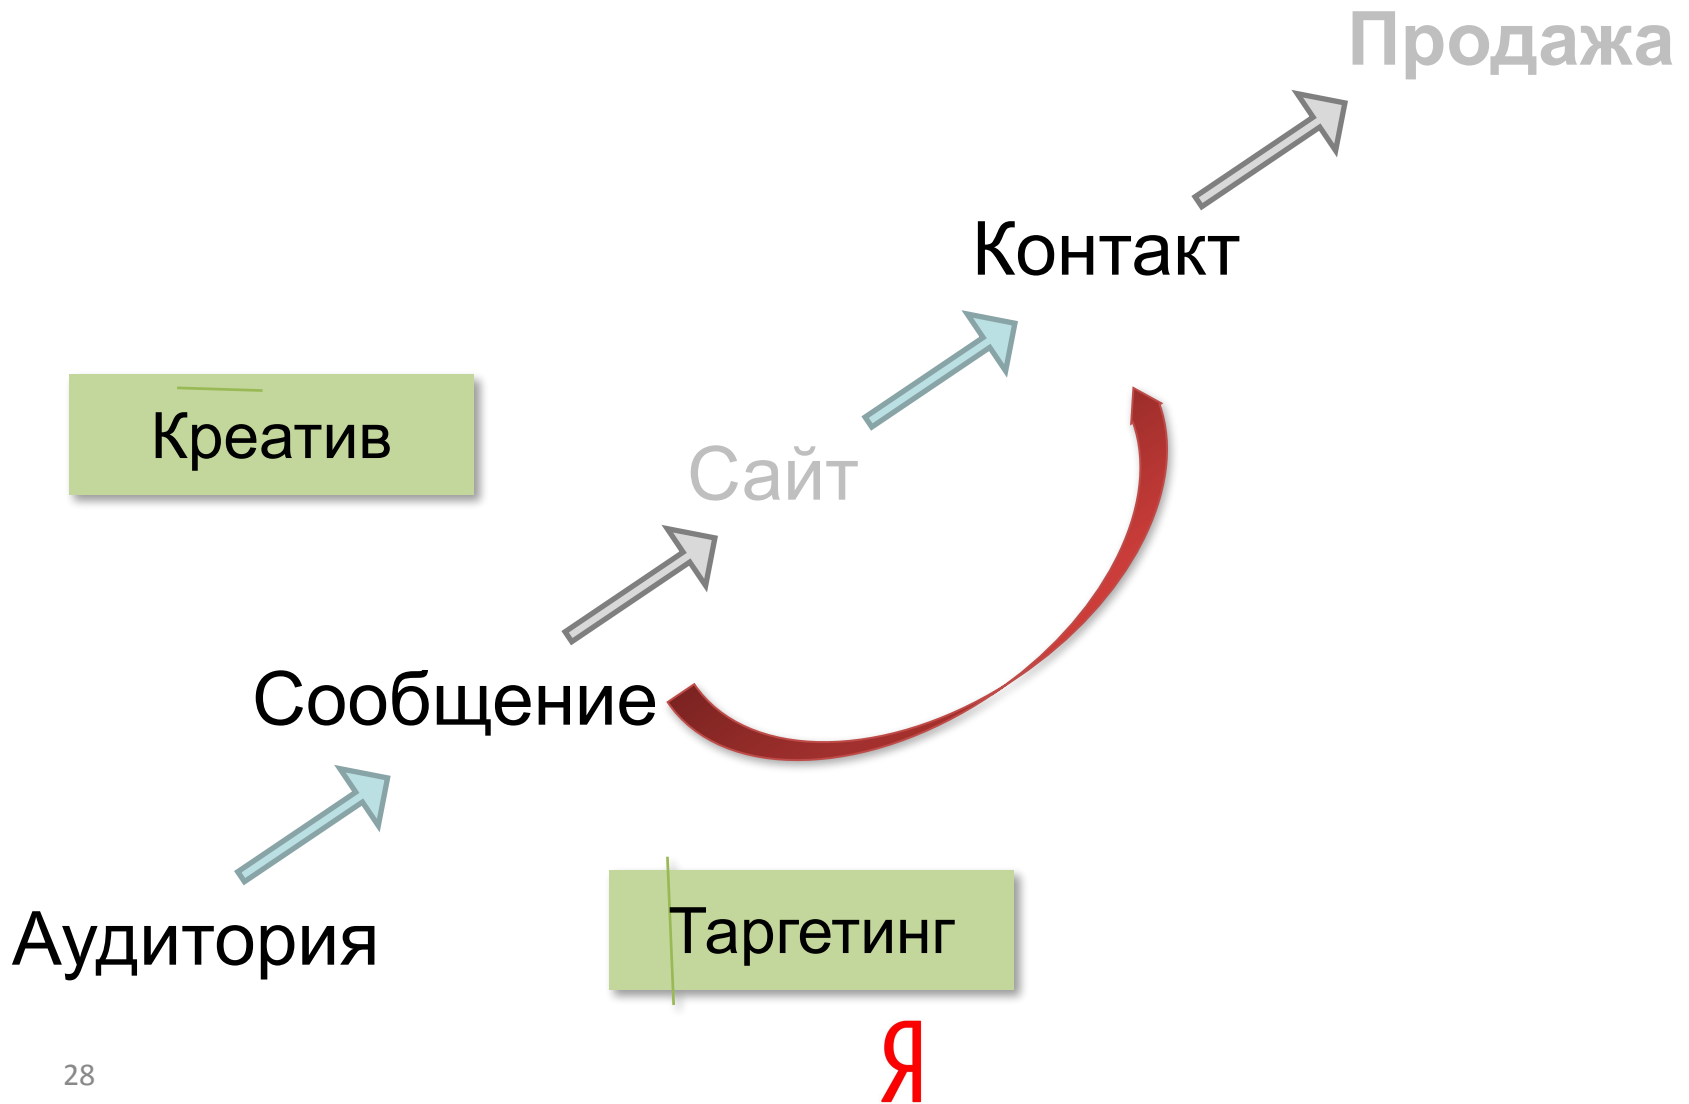 Продажа
Контакт
Креатив
Сайт
Сообщение
Таргетинг
Аудитория
Я
28